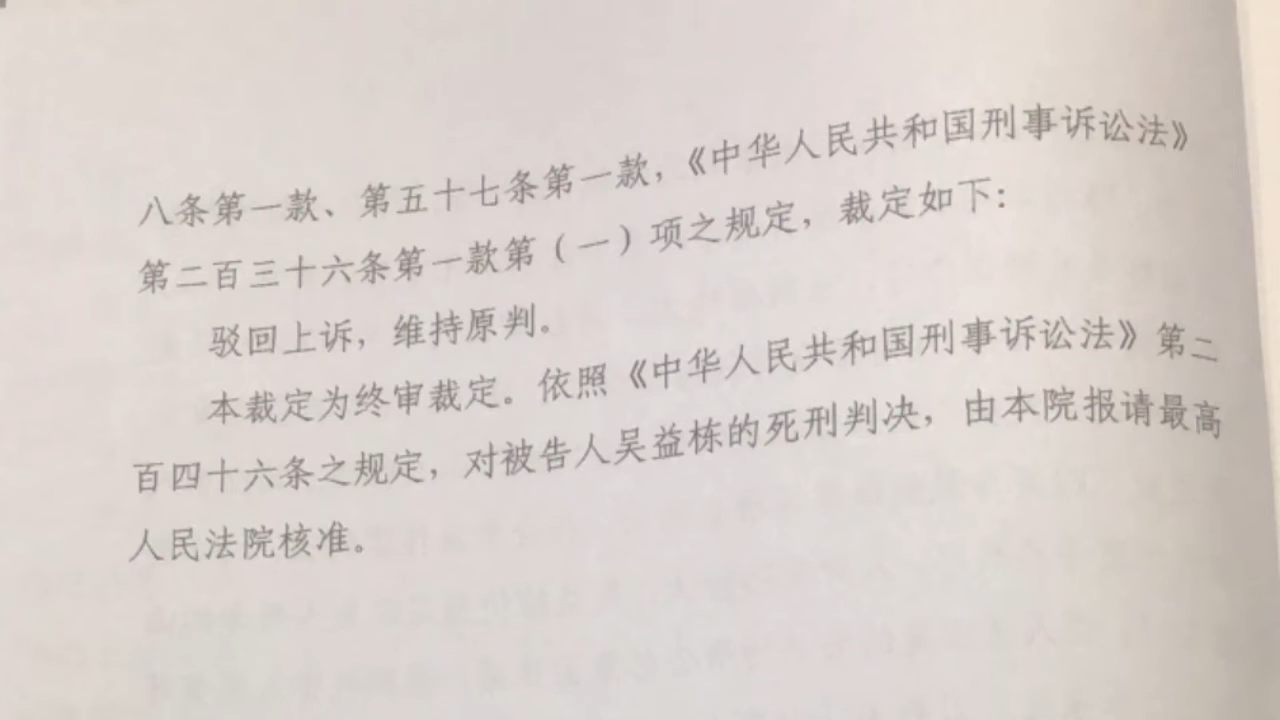 八条第一款、第五十七条第一款，《中华人民共和国刑事诉讼法》
第二百三十六条第一款第（一）项之规定，裁定如下：
驳回上诉，维持原判。
本裁定为终审裁定。依照《中华人民共和国刑事诉讼法》第二
百四十六条之规定，对被告人吴益栋的死刑判决，由本院报请最高
人民法院核准。